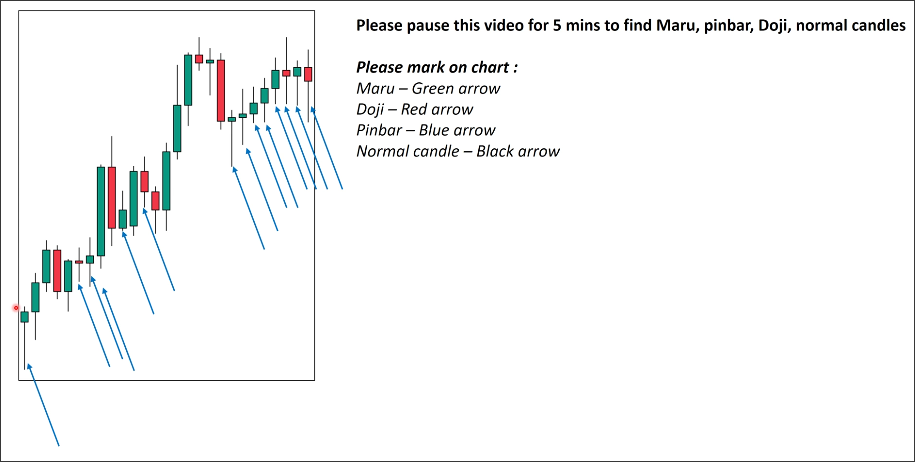 Please pause this video for 5 mins to find Maru, pinbar, Doji, normal candles
Please mark on chart :
Maru – Green arrow
Doji – Red arrow
Pinbar – Blue arrow
Normal candle – Black arrow